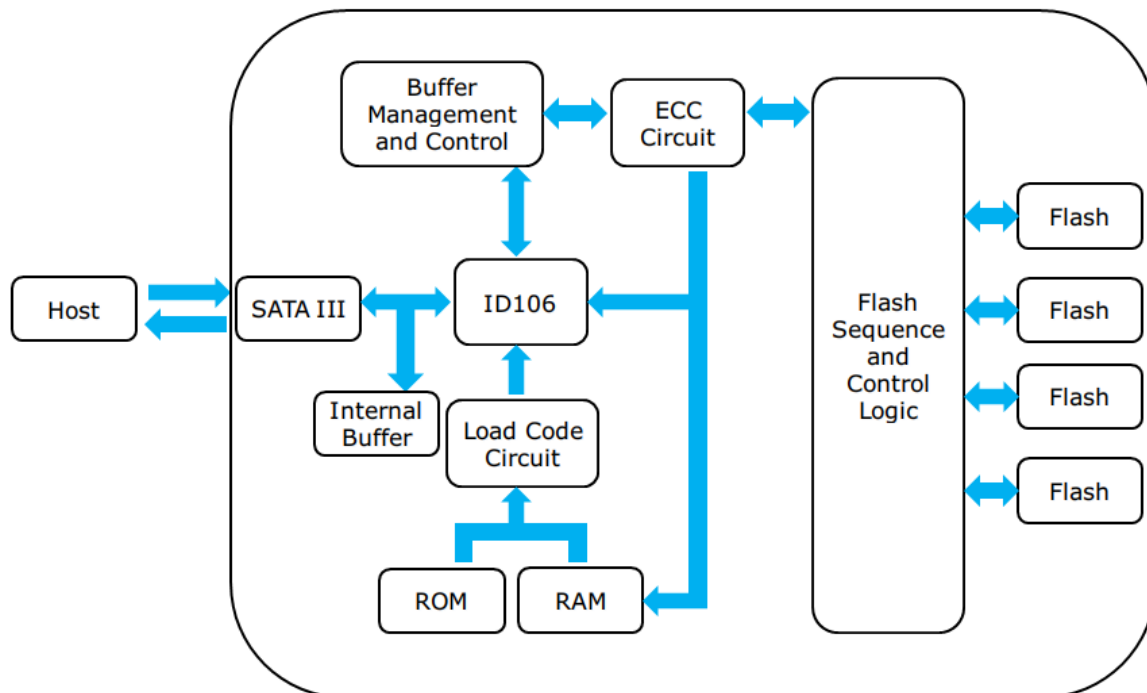 Buffer
Management
and Control
ECC
Circuit
Flash
Host
SATA III
ID106
Flash
Sequence
and
Control
Logic
Flash
Internal
Buffer
Load Code
Circuit
Flash
Flash
ROM
RAM